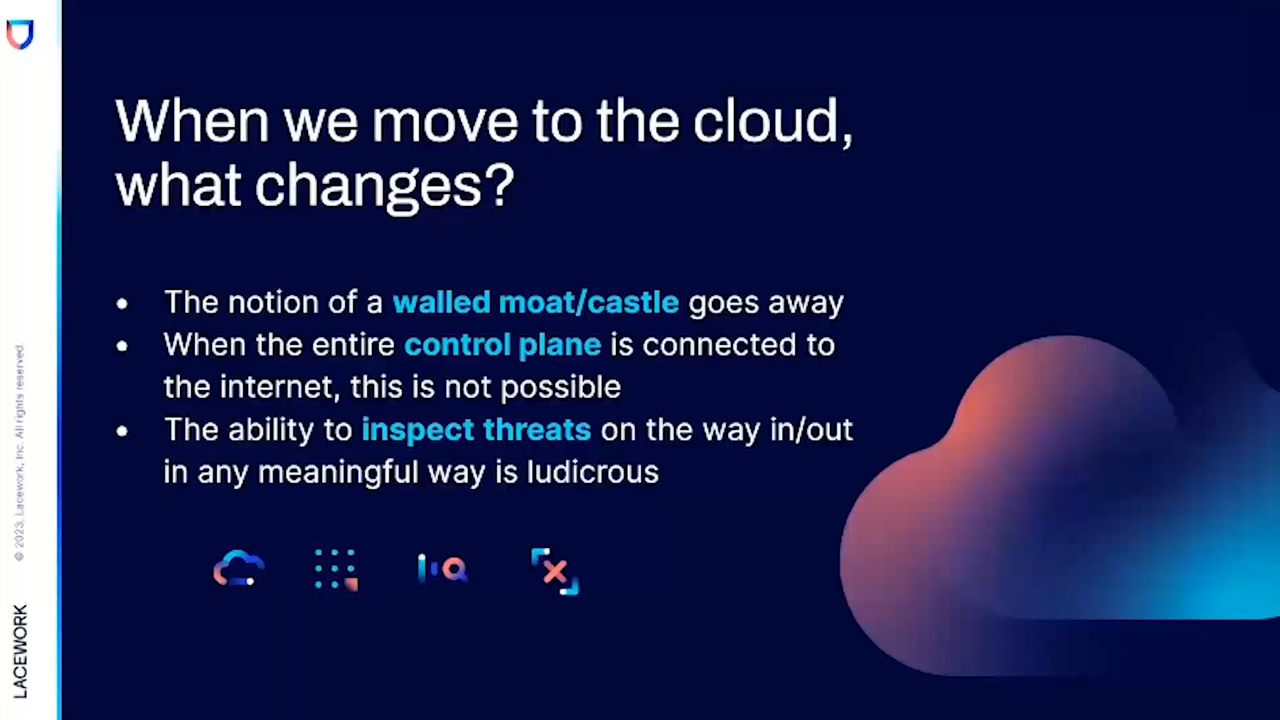 When we move to the cloud,
what changes?
• The notion of a walled moat/castle goes away
• When the entire control plane is connected to
the internet, this is not possible
• The ability to inspect threats on the way in/out
in any meaningful way is ludicrous
© 2023, Lacework, Inc. All rights reserved.
LACEWORK